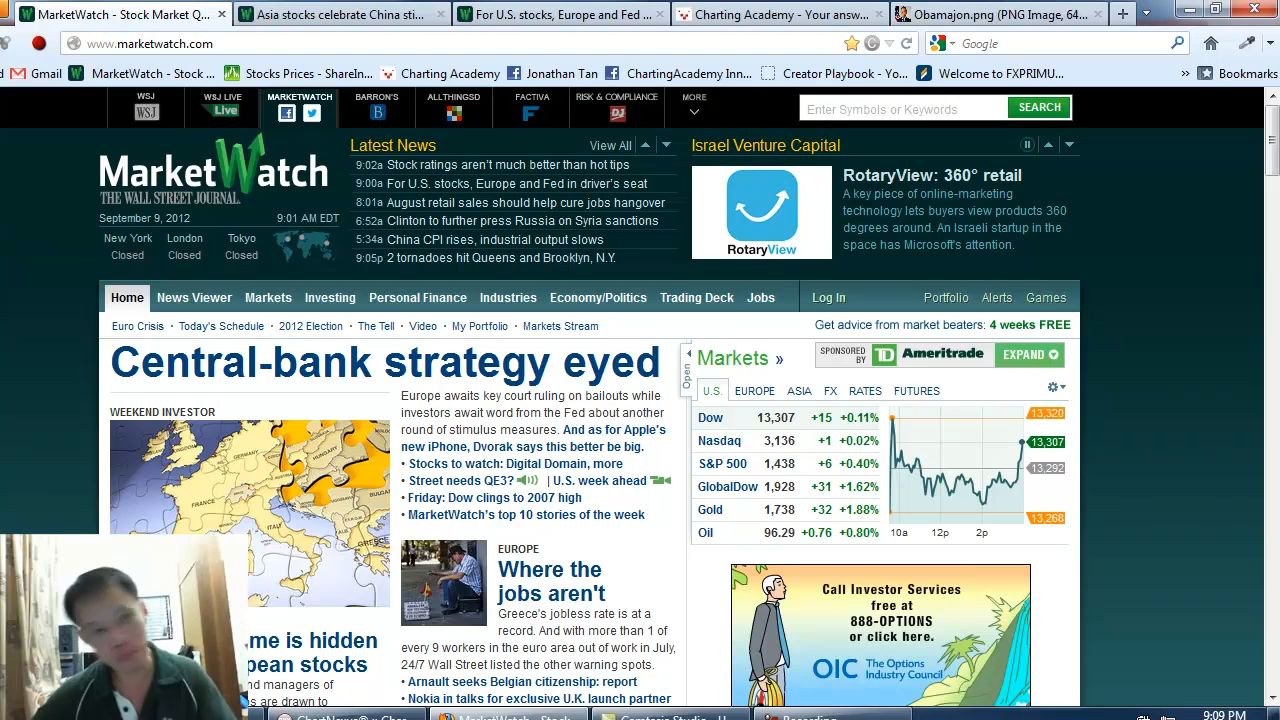 MarketWatch - Stock Market Q...
Asia stocks celebrate China sti...
For U.S. stocks, Europe and Fed ...
Charting Academy - Your answ...
Obamajon.png (PNG Image, 64...
www.marketwatch.com
Google
Gmail
MarketWatch - Stock ...
Stocks Prices - ShareIn...
Charting Academy
Jonathan Tan
ChartingAcademy Inn...
Creator Playbook - Yo...
Welcome to FXPRIMU...
Bookmarks
WSJ
WSJ LIVE
MARKETWATCH
BARRON'S
ALLTHINGSD
FACTIVA
RISK & COMPLIANCE
MORE
WSJ
Live
B
F
DJ
Enter Symbols or Keywords
SEARCH
MarketWatch
THE WALL STREET JOURNAL.
September 9, 2012
9:01 AM EDT
New York
Closed
London
Closed
Tokyo
Closed
Latest News
View All
9:02a Stock ratings aren't much better than hot tips
9:00a For U.S. stocks, Europe and Fed in driver's seat
8:01a August retail sales should help cure jobs hangover
6:52a Clinton to further press Russia on Syria sanctions
5:34a China CPI rises, industrial output slows
9:05p 2 tornadoes hit Queens and Brooklyn, N.Y.
Israel Venture Capital
RotaryView
RotaryView: 360° retail
A key piece of online-marketing
technology lets buyers view products 360
degrees around. An Israeli startup in the
space has Microsoft's attention.
Home
News Viewer
Markets
Investing
Personal Finance
Industries
Economy/Politics
Trading Deck
Jobs
Log In
Portfolio
Alerts
Games
Euro Crisis · Today's Schedule · 2012 Election · The Tell · Video · My Portfolio · Markets Stream
Get advice from market beaters: 4 weeks FREE
Central-bank strategy eyed
WEEKEND INVESTOR
Europe awaits key court ruling on bailouts while
investors await word from the Fed about another
round of stimulus measures. And as for Apple's
new iPhone, Dvorak says this better be big.
• Stocks to watch: Digital Domain, more
• Street needs QE3? | U.S. week ahead
• Friday: Dow clings to 2007 high
• MarketWatch's top 10 stories of the week
GERMANY
FRANCE
HUNGARY
ITALY
GREECE
EUROPE
Where the
jobs aren't
Greece's jobless rate is at a
record. And with more than 1 of
every 9 workers in the euro area out of work in July,
24/7 Wall Street listed the other warning spots.
• Arnault seeks Belgian citizenship: report
• Nokia in talks for exclusive U.K. launch partner
me is hidden
pean stocks
nd managers of
es are drawn to
Open
Markets »
SPONSORED
BY
TD
Ameritrade
EXPAND
U.S.
EUROPE
ASIA
FX
RATES
FUTURES
Dow 13,307 +15 +0.11%
Nasdaq 3,136 +1 +0.02%
S&P 500 1,438 +6 +0.40%
GlobalDow 1,928 +31 +1.62%
Gold 1,738 +32 +1.88%
Oil 96.29 +0.76 +0.80%
13,320
13,307
13,292
13,268
10a
12p
2p
Call Investor Services
free at
888-OPTIONS
or click here.
OIC
The Options
Industry Council
9:09 PM